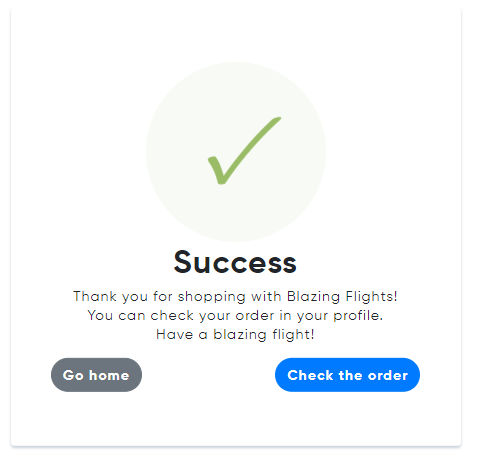 Success
Thank you for shopping with Blazing Flights!
You can check your order in your profile.
Have a blazing flight!
Go home
Check the order